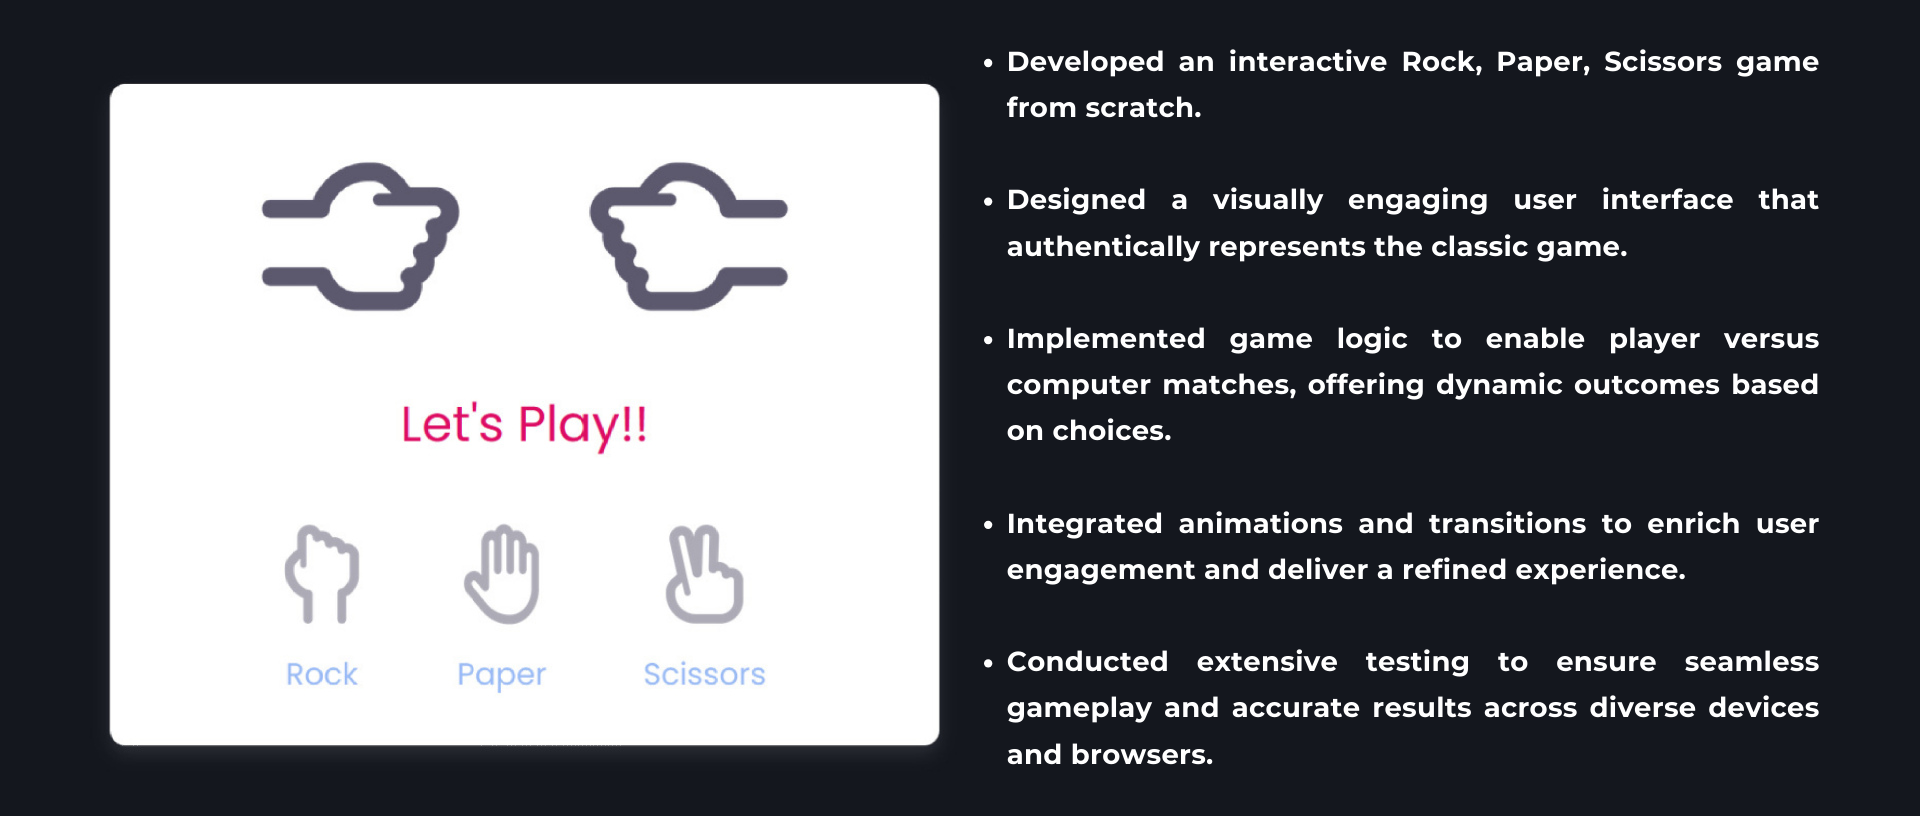 Let's Play!!
Rock
Paper
Scissors
• Developed an interactive Rock, Paper, Scissors game
from scratch.
• Designed a visually engaging user interface that
authentically represents the classic game.
• Implemented game logic to enable player versus
computer matches, offering dynamic outcomes based
on choices.
• Integrated animations and transitions to enrich user
engagement and deliver a refined experience.
• Conducted extensive testing to ensure seamless
gameplay and accurate results across diverse devices
and browsers.